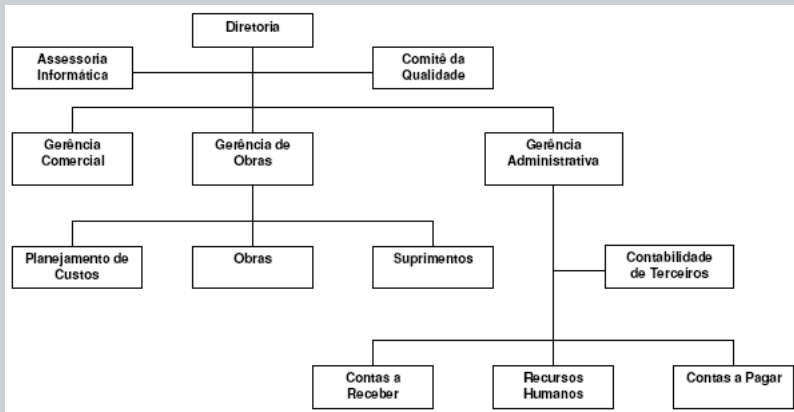 Diretoria
Assessoria
Informática
Comitê da
Qualidade
Gerência
Comercial
Gerência de
Obras
Gerência
Administrativa
Planejamento de
Custos
Obras
Suprimentos
Contabilidade
de Terceiros
Contas a
Receber
Recursos
Humanos
Contas a Pagar